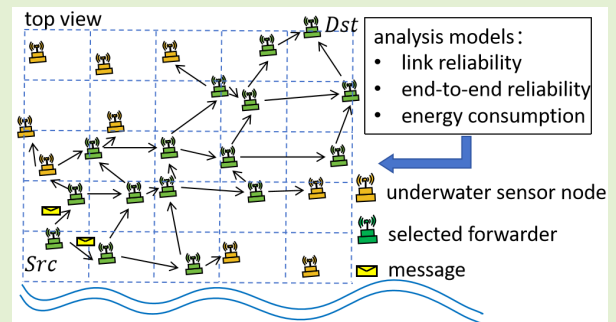 top view
Dst
analysis models:
• link reliability
• end-to-end reliability
• energy consumption
underwater sensor node
selected forwarder
Src
message